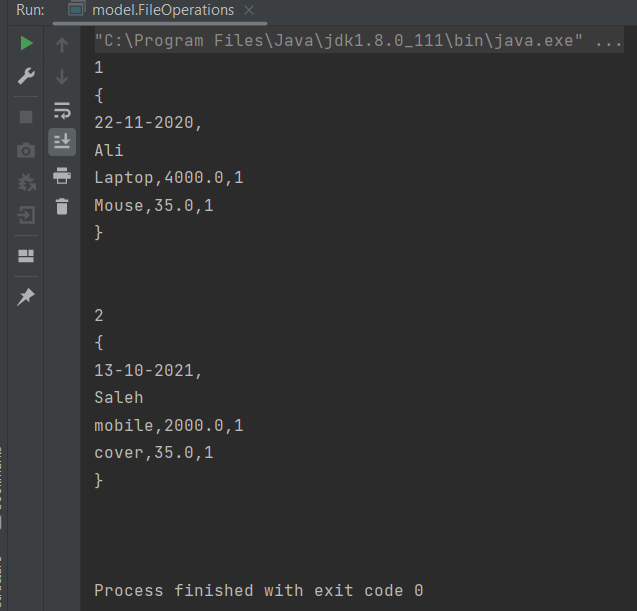 Run: model.FileOperations
"C:\Program Files\Java\jdk1.8.0_111\bin\java.exe" ...
1
{
22-11-2020,
Ali
Laptop,4000.0,1
Mouse,35.0,1
}
2
{
13-10-2021,
Saleh
mobile,2000.0,1
cover,35.0,1
}
Process finished with exit code 0